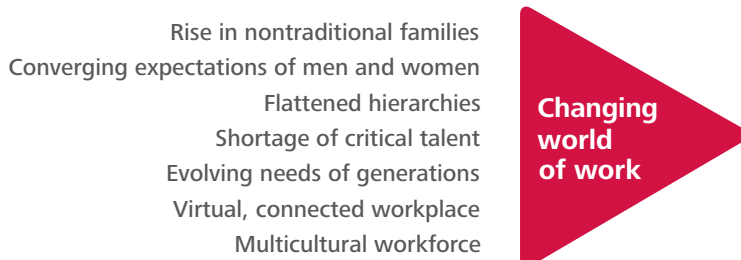 Rise in nontraditional families
Converging expectations of men and women
Flattened hierarchies
Shortage of critical talent
Evolving needs of generations
Virtual, connected workplace
Multicultural workforce
Changing
world
of work